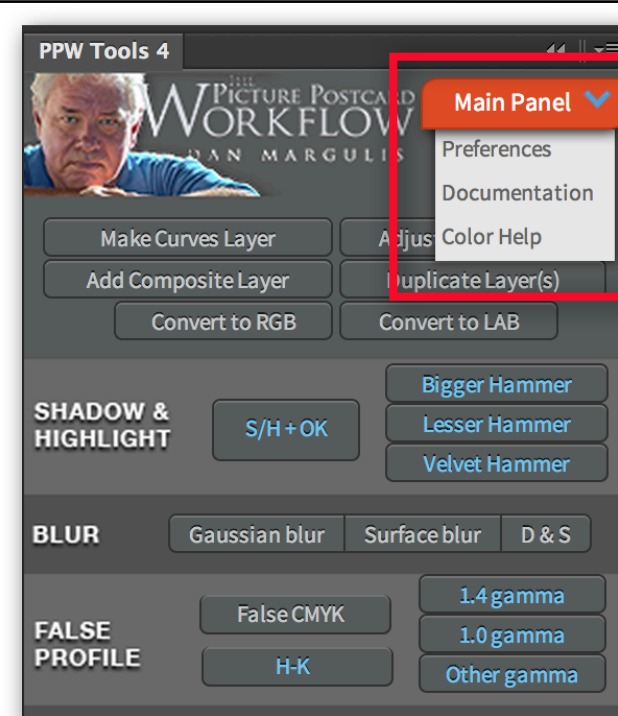 PPW Tools 4
THE
PICTURE POSTCARD
WORKFLOW
DAN MARGULIS
Main Panel
Preferences
Documentation
Color Help
Make Curves Layer
Adjus
Add Composite Layer
Duplicate Layer(s)
Convert to RGB
Convert to LAB
SHADOW &
HIGHLIGHT
S/H + OK
Bigger Hammer
Lesser Hammer
Velvet Hammer
BLUR
Gaussian blur
Surface blur
D & S
FALSE
PROFILE
False CMYK
H-K
1.4 gamma
1.0 gamma
Other gamma